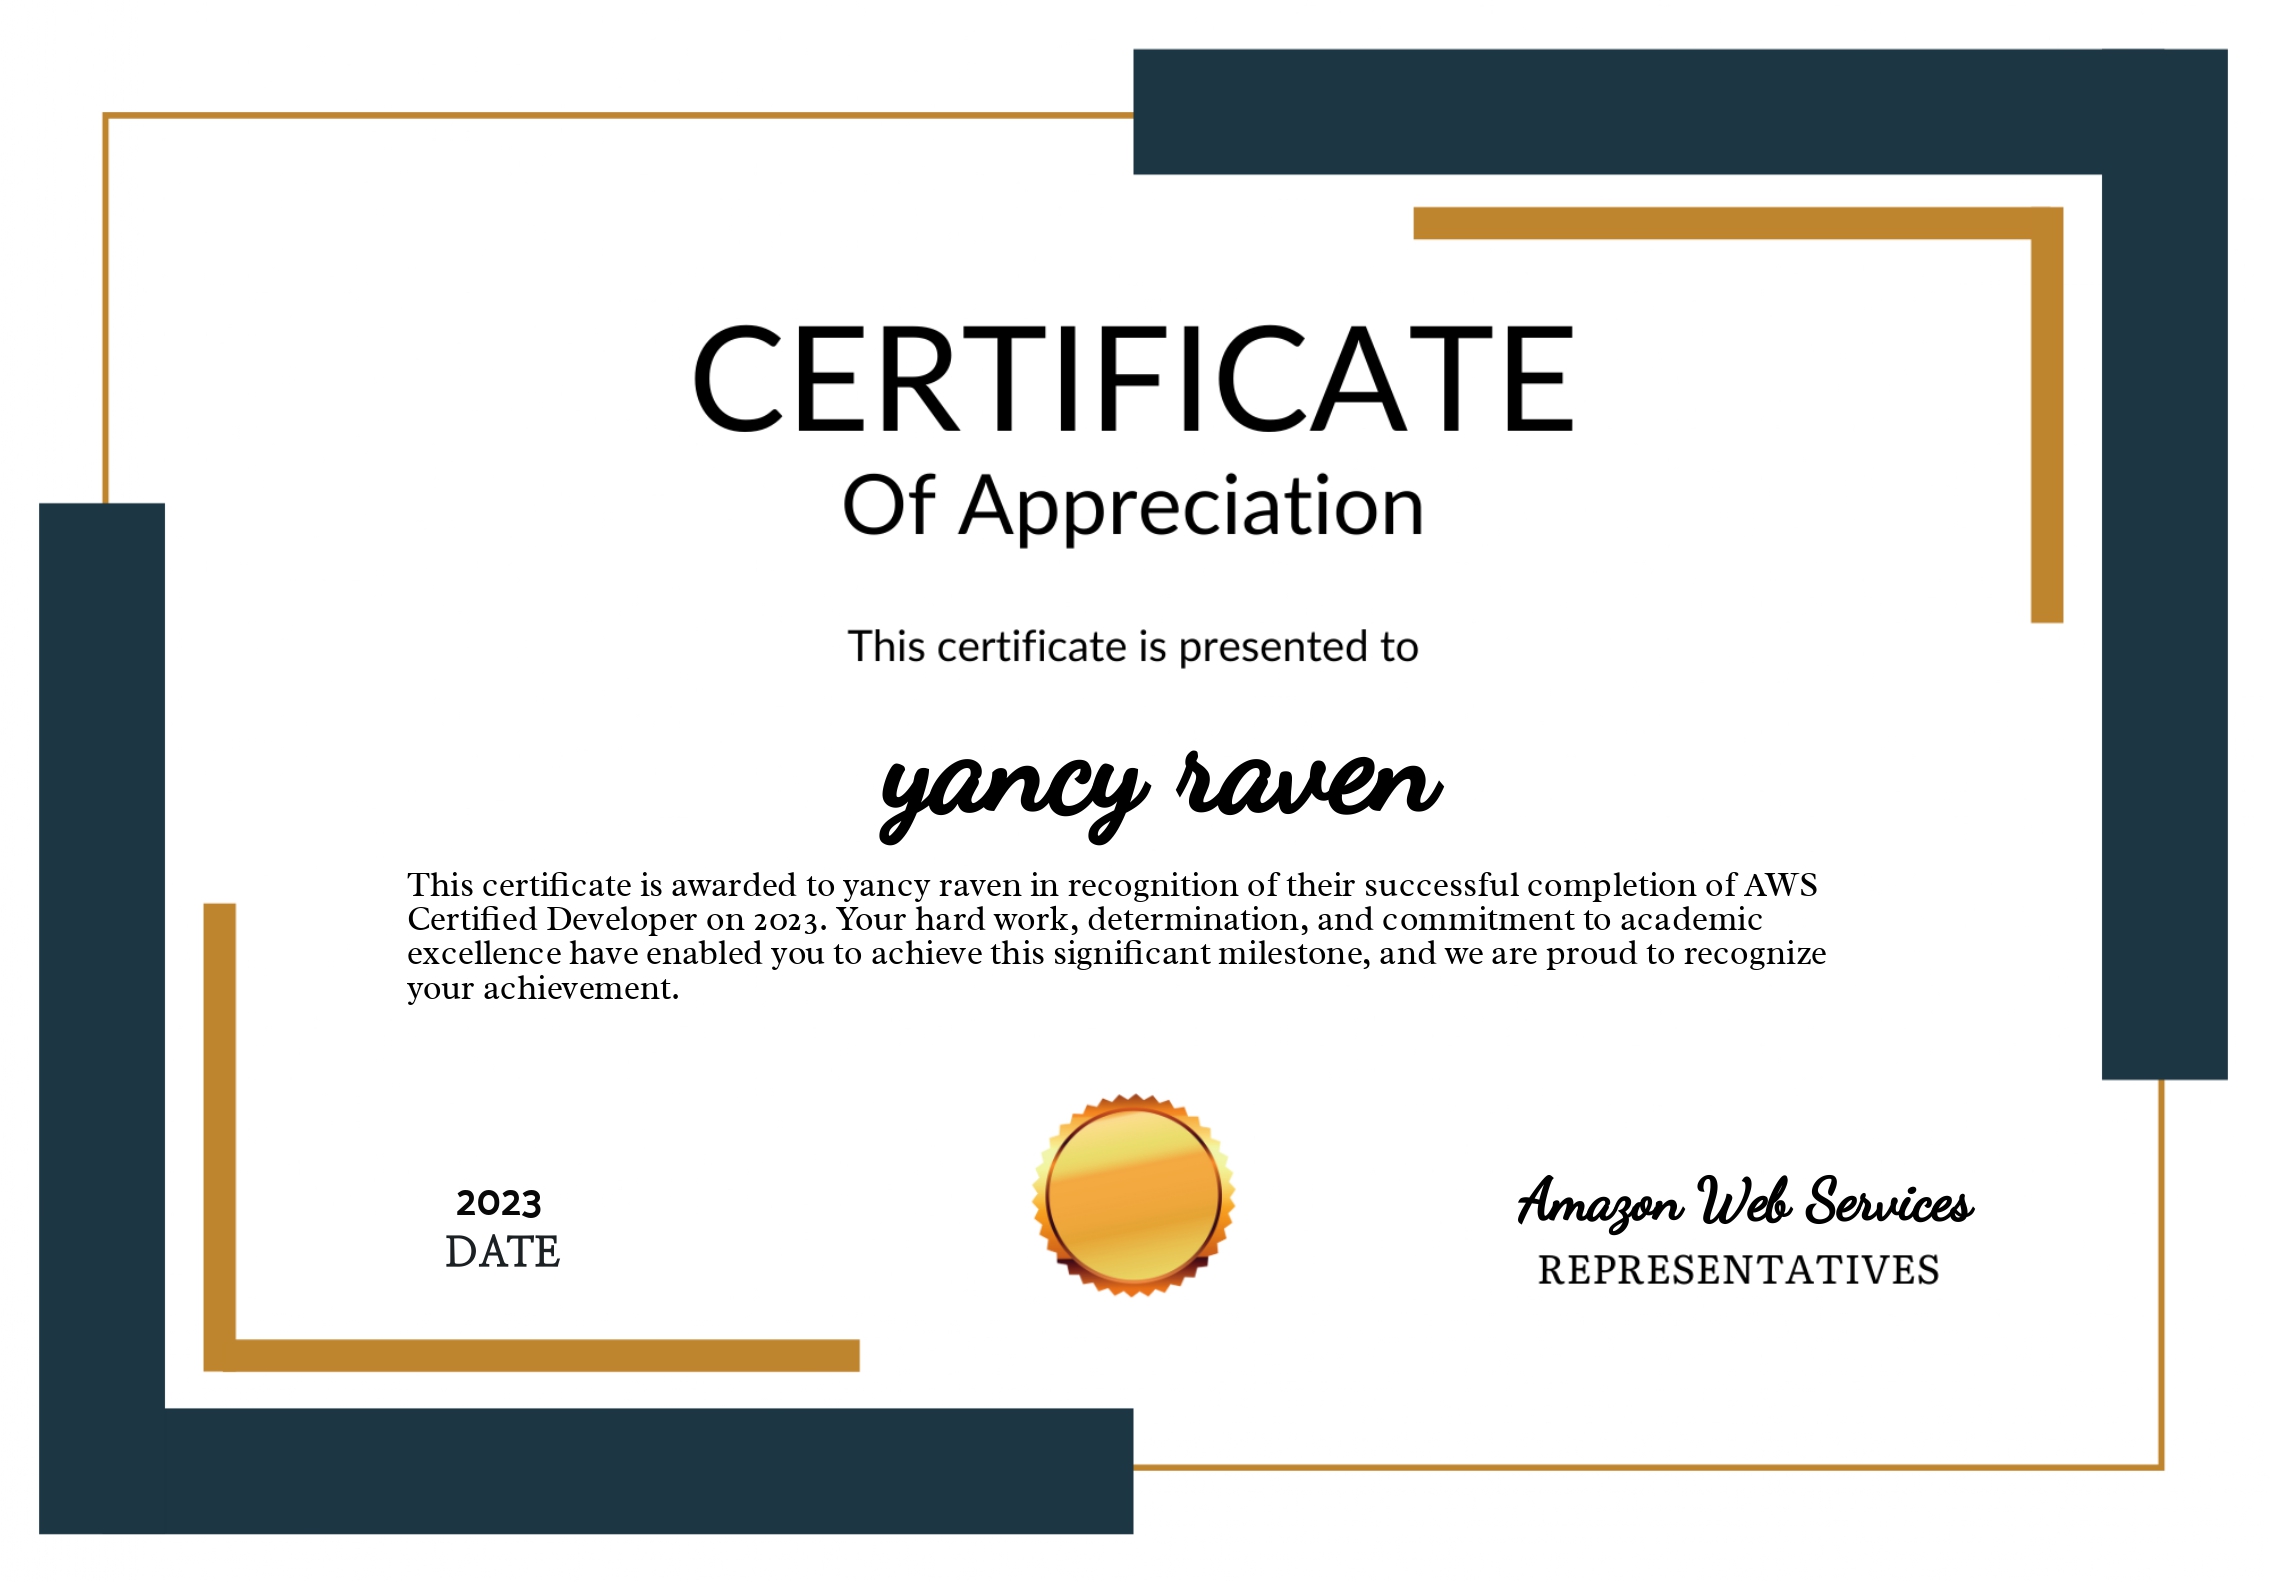 CERTIFICATE
Of Appreciation
This certificate is presented to
yancy raven
This certificate is awarded to yancy raven in recognition of their successful completion of AWS
Certified Developer on 2023. Your hard work, determination, and commitment to academic
excellence have enabled you to achieve this significant milestone, and we are proud to recognize
your achievement.
2023
DATE
Amazon Web Services
REPRESENTATIVES